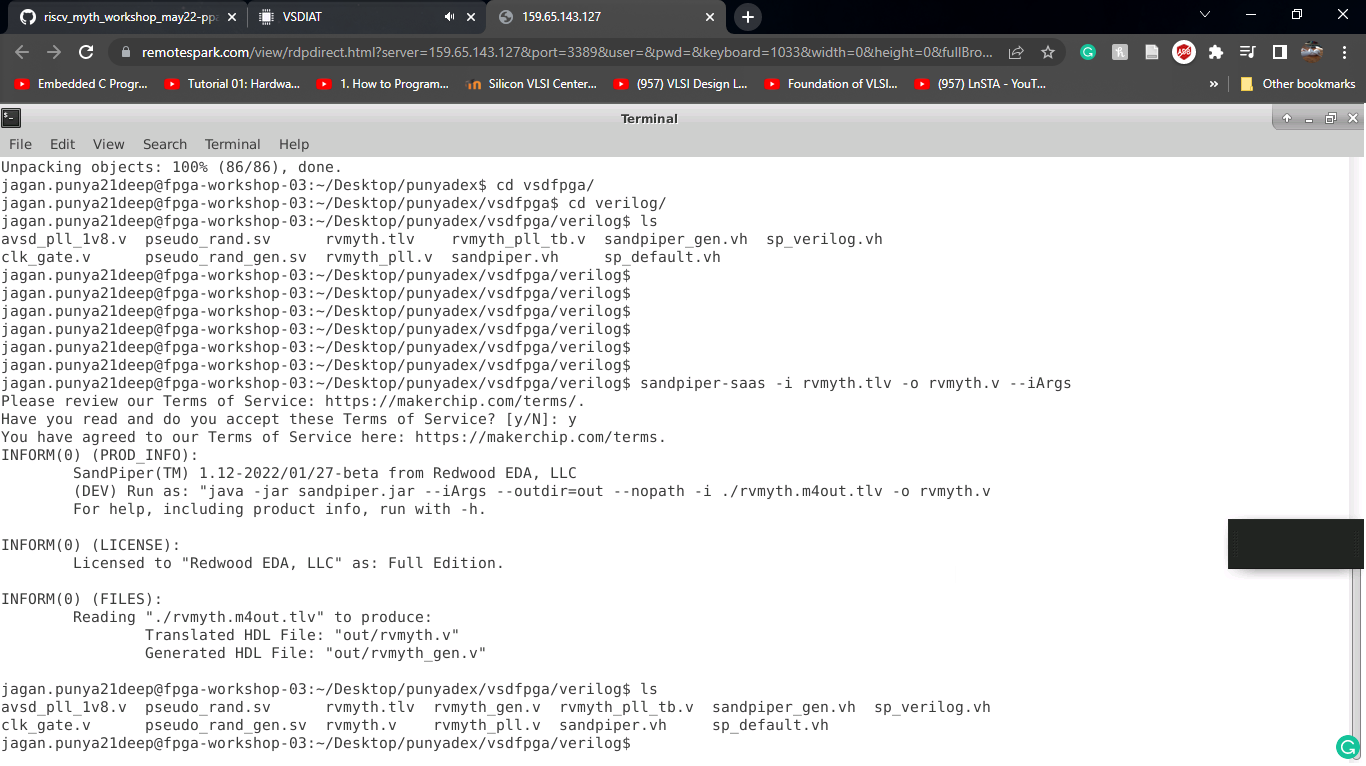 riscv_myth_workshop_may22-pp
VSDIAT
159.65.143.127
remotespark.com/view/rdpdirect.html?server=159.65.143.127&port=3389&user=&pwd=&keyboard=1033&width=0&height=0&fullBro...
Embedded C Progr... Tutorial 01: Hardwa... 1. How to Program... Silicon VLSI Center... (957) VLSI Design L... Foundation of VLSI... (957) LnSTA - YouT... » Other bookmarks
Terminal
File Edit View Search Terminal Help
Unpacking objects: 100% (86/86), done.
jagan.punya21deep@fpga-workshop-03:~/Desktop/punyadex$ cd vsdfpga/
jagan.punya21deep@fpga-workshop-03:~/Desktop/punyadex/vsdfpga$ cd verilog/
jagan.punya21deep@fpga-workshop-03:~/Desktop/punyadex/vsdfpga/verilog$ ls
avsd_pll_1v8.v pseudo_rand.sv rvmyth.tlv rvmyth_pll_tb.v sandpiper_gen.vh sp_verilog.vh
clk_gate.v pseudo_rand_gen.sv rvmyth_pll.v sandpiper.vh sp_default.vh
jagan.punya21deep@fpga-workshop-03:~/Desktop/punyadex/vsdfpga/verilog$
jagan.punya21deep@fpga-workshop-03:~/Desktop/punyadex/vsdfpga/verilog$
jagan.punya21deep@fpga-workshop-03:~/Desktop/punyadex/vsdfpga/verilog$
jagan.punya21deep@fpga-workshop-03:~/Desktop/punyadex/vsdfpga/verilog$
jagan.punya21deep@fpga-workshop-03:~/Desktop/punyadex/vsdfpga/verilog$
jagan.punya21deep@fpga-workshop-03:~/Desktop/punyadex/vsdfpga/verilog$
jagan.punya21deep@fpga-workshop-03:~/Desktop/punyadex/vsdfpga/verilog$ sandpiper-saas -i rvmyth.tlv -o rvmyth.v --iArgs
Please review our Terms of Service: https://makerchip.com/terms/.
Have you read and do you accept these Terms of Service? [y/N]: y
You have agreed to our Terms of Service here: https://makerchip.com/terms.
INFORM(0) (PROD_INFO):
SandPiper(TM) 1.12-2022/01/27-beta from Redwood EDA, LLC
(DEV) Run as: "java -jar sandpiper.jar --iArgs --outdir=out --nopath -i ./rvmyth.m4out.tlv -o rvmyth.v
For help, including product info, run with -h.
INFORM(0) (LICENSE):
Licensed to "Redwood EDA, LLC" as: Full Edition.
INFORM(0) (FILES):
Reading "./rvmyth.m4out.tlv" to produce:
Translated HDL File: "out/rvmyth.v"
Generated HDL File: "out/rvmyth_gen.v"
jagan.punya21deep@fpga-workshop-03:~/Desktop/punyadex/vsdfpga/verilog$ ls
avsd_pll_1v8.v pseudo_rand.sv rvmyth.tlv rvmyth_gen.v rvmyth_pll_tb.v sandpiper_gen.vh sp_verilog.vh
clk_gate.v pseudo_rand_gen.sv rvmyth.v rvmyth_pll.v sandpiper.vh sp_default.vh
jagan.punya21deep@fpga-workshop-03:~/Desktop/punyadex/vsdfpga/verilog$